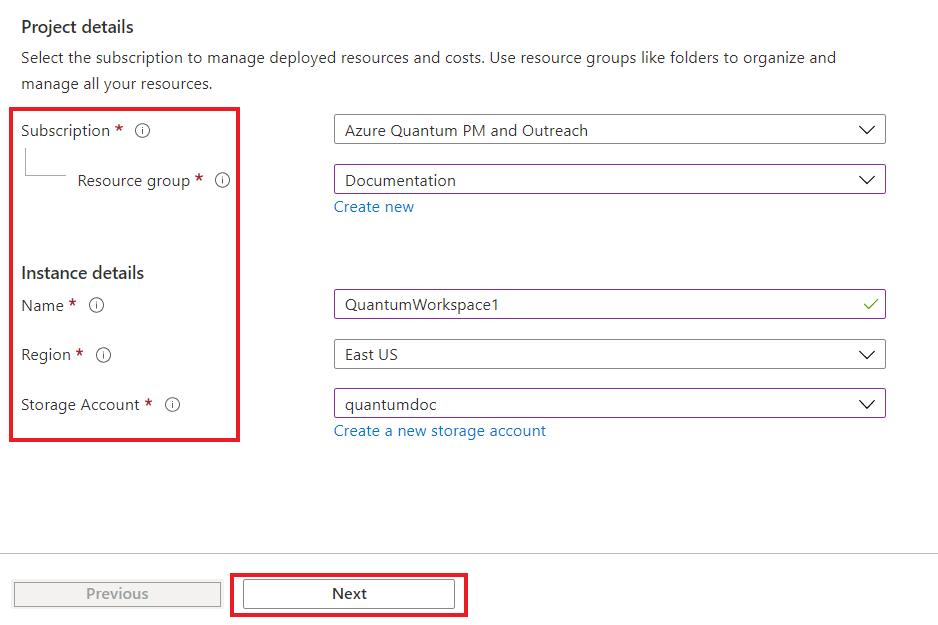 Project details
Select the subscription to manage deployed resources and costs. Use resource groups like folders to organize and
manage all your resources.
Subscription * Azure Quantum PM and Outreach
Resource group * Documentation
Create new
Instance details
Name * QuantumWorkspace1
Region * East US
Storage Account * quantumdoc
Create a new storage account
Previous Next